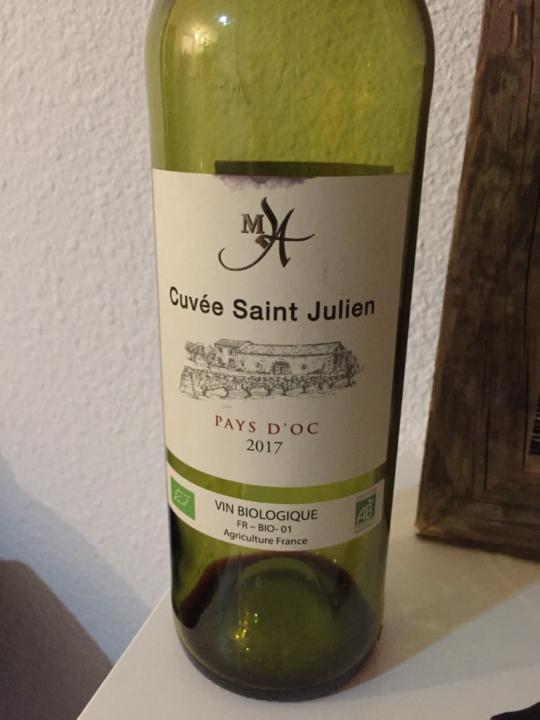 MA
Cuvée Saint Julien
PAYS D'OC
2017
VIN BIOLOGIQUE
FR – BIO- 01
Agriculture France
AB